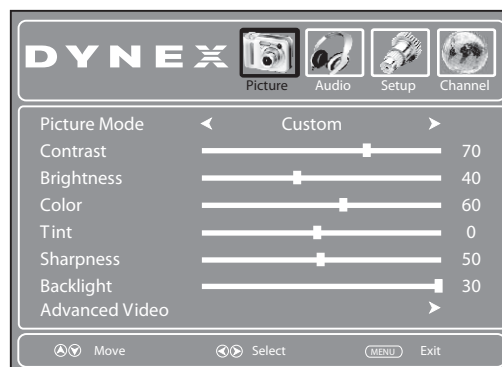 DYNEX
Picture Audio Setup Channel
Picture Mode Custom
Contrast 70
Brightness 40
Color 60
Tint 0
Sharpness 50
Backlight 30
Advanced Video
Move Select MENU Exit